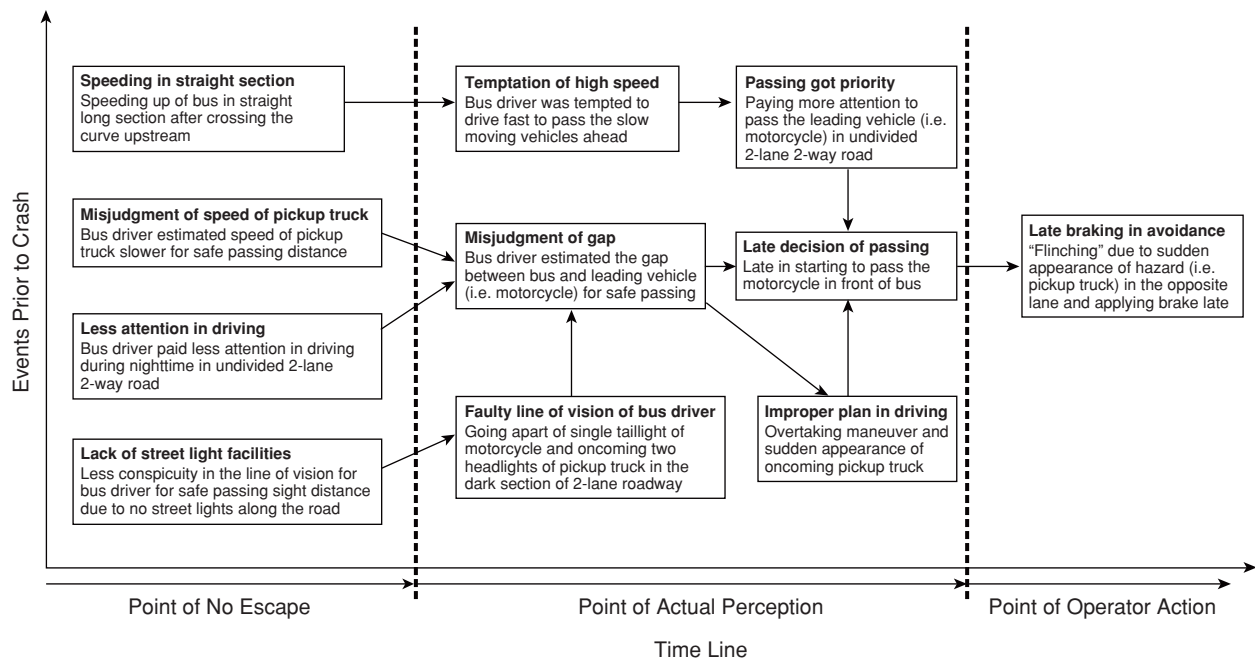 Events Prior to Crash
Speeding in straight section
Speeding up of bus in straight
long section after crossing the
curve upstream
Misjudgment of speed of pickup truck
Bus driver estimated speed of pickup
truck slower for safe passing distance
Less attention in driving
Bus driver paid less attention in driving
during nighttime in undivided 2-lane
2-way road
Lack of street light facilities
Less conspicuity in the line of vision for
bus driver for safe passing sight distance
due to no street lights along the road
Temptation of high speed
Bus driver was tempted to
drive fast to pass the slow
moving vehicles ahead
Misjudgment of gap
Bus driver estimated the gap
between bus and leading vehicle
(i.e. motorcycle) for safe passing
Faulty line of vision of bus driver
Going apart of single taillight of
motorcycle and oncoming two
headlights of pickup truck in the
dark section of 2-lane roadway
Passing got priority
Paying more attention to
pass the leading vehicle (i.e.
motorcycle) in undivided
2-lane 2-way road
Late decision of passing
Late in starting to pass the
motorcycle in front of bus
Improper plan in driving
Overtaking maneuver and
sudden appearance of
oncoming pickup truck
Late braking in avoidance
“Flinching” due to sudden
appearance of hazard (i.e.
pickup truck) in the opposite
lane and applying brake late
Point of No Escape
Point of Actual Perception
Point of Operator Action
Time Line